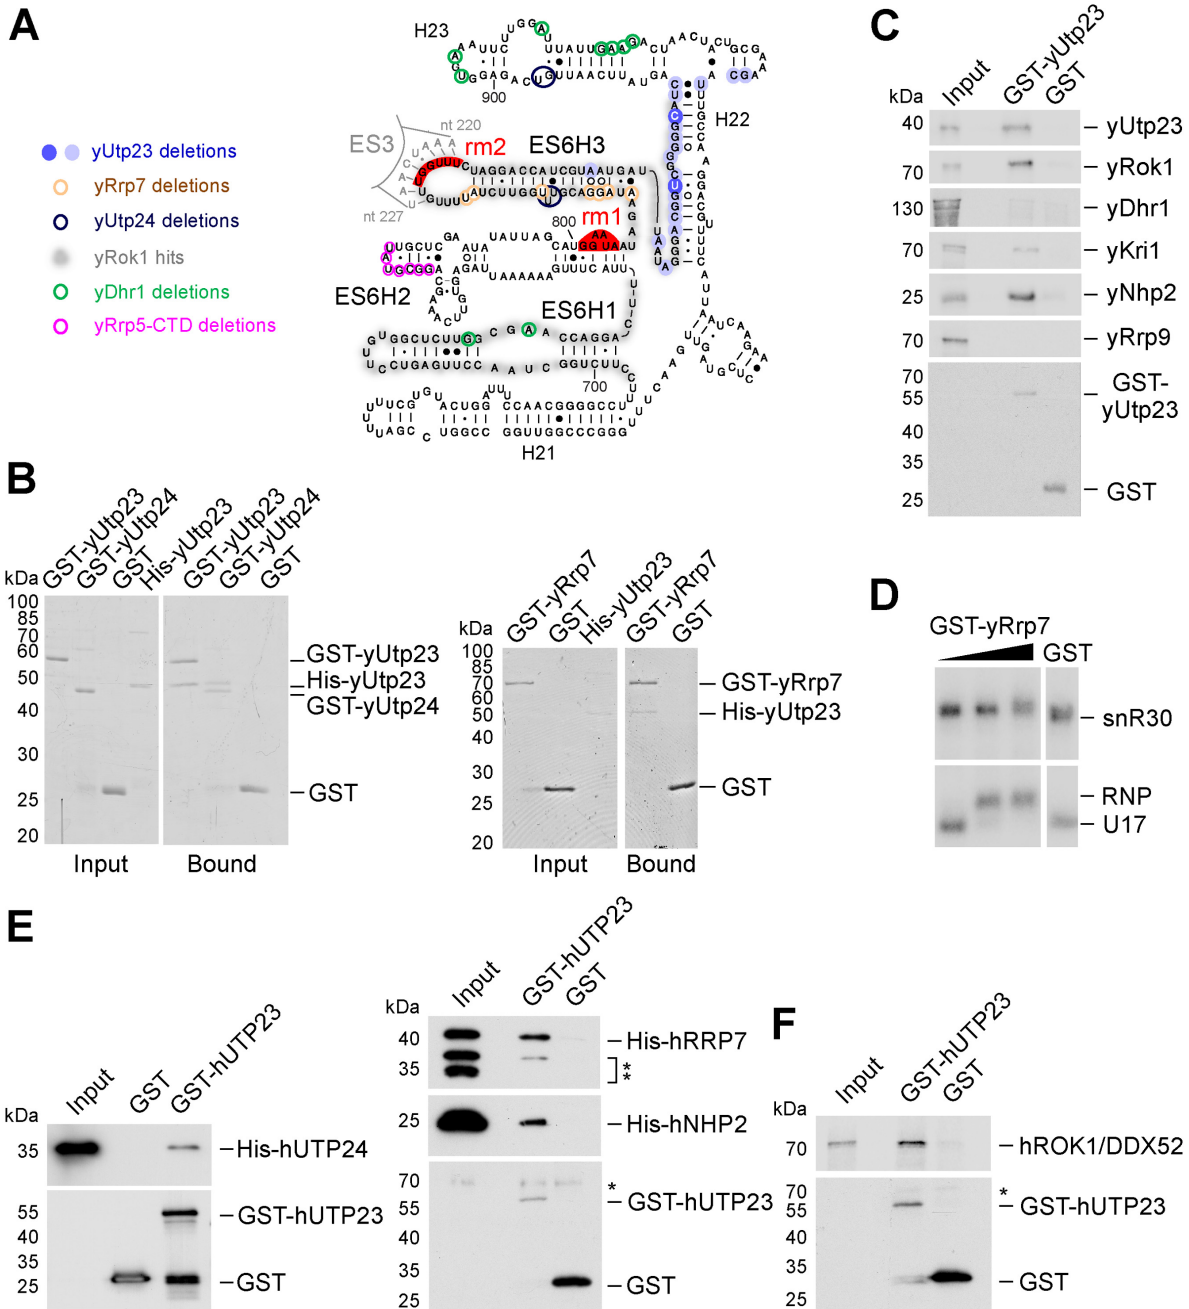 A
H23
900
H22
nt 220
ES3
rm2
ES6H3
nt 227
800
rm1
ES6H2
ES6H1
700
H21
yUtp23 deletions
yRrp7 deletions
yUtp24 deletions
yRok1 hits
yDhr1 deletions
yRrp5-CTD deletions
B
kDa
GST-yUtp23
GST-yUtp24
GST
His-yUtp23
GST-yUtp23
GST-yUtp24
GST
100
85
70
60
50
40
30
25
20
GST-yUtp23
His-yUtp23
GST-yUtp24
GST
Input
Bound
kDa
GST-yRrp7
GST
His-yUtp23
GST-yRrp7
GST
100
85
70
60
50
40
30
25
20
GST-yRrp7
His-yUtp23
GST
Input
Bound
C
kDa
Input
GST-yUtp23
GST
40
yUtp23
70
yRok1
130
yDhr1
70
yKri1
25
yNhp2
70
yRrp9
70
55
40
35
25
GST-
yUtp23
GST
D
GST-yRrp7
GST
snR30
RNP
U17
E
kDa
Input
GST
GST-hUTP23
35
His-hUTP24
55
40
35
25
GST-hUTP23
GST
kDa
Input
GST-hUTP23
GST
40
35
His-hRRP7
*
*
25
His-hNHP2
70
55
40
35
25
*
GST-hUTP23
GST
F
kDa
Input
GST-hUTP23
GST
70
hROK1/DDX52
70
55
40
35
25
*
GST-hUTP23
GST